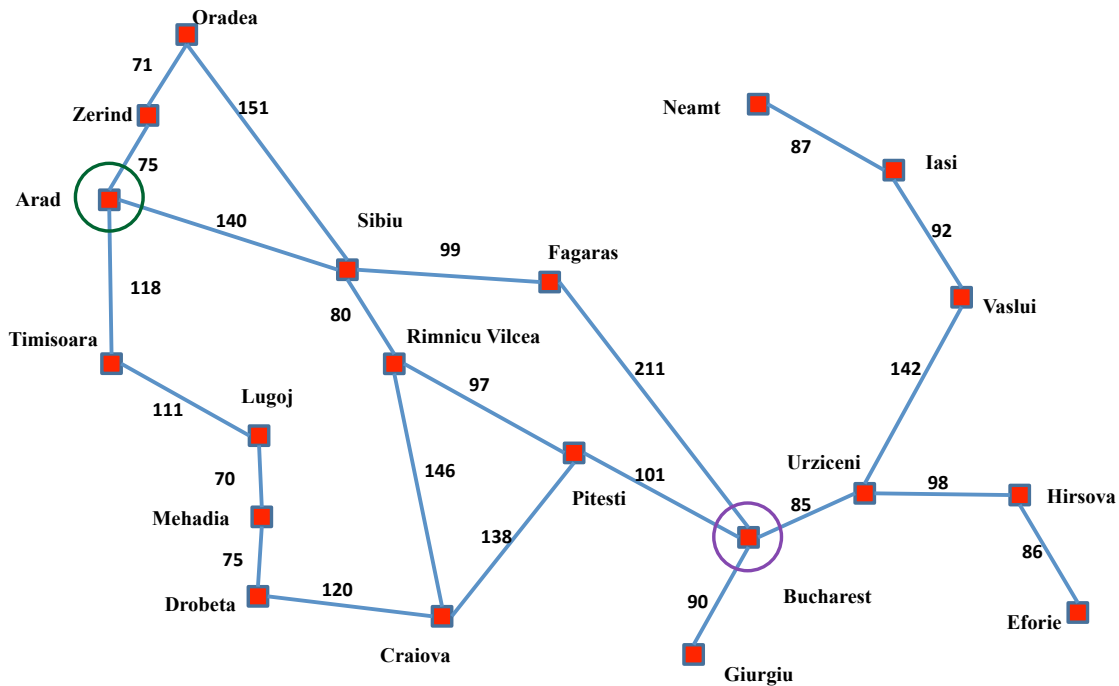 Oradea
71
Zerind
151
Neamt
87
75
Iasi
Arad
140
Sibiu
92
99
Fagaras
118
Vaslui
80
Timisoara
Rimnicu Vilcea
211
142
97
Lugoj
111
Urziceni
70
146
101
98
Pitesti
85
Hirsova
Mehadia
138
86
75
120
Drobeta
90
Bucharest
Eforie
Craiova
Giurgiu